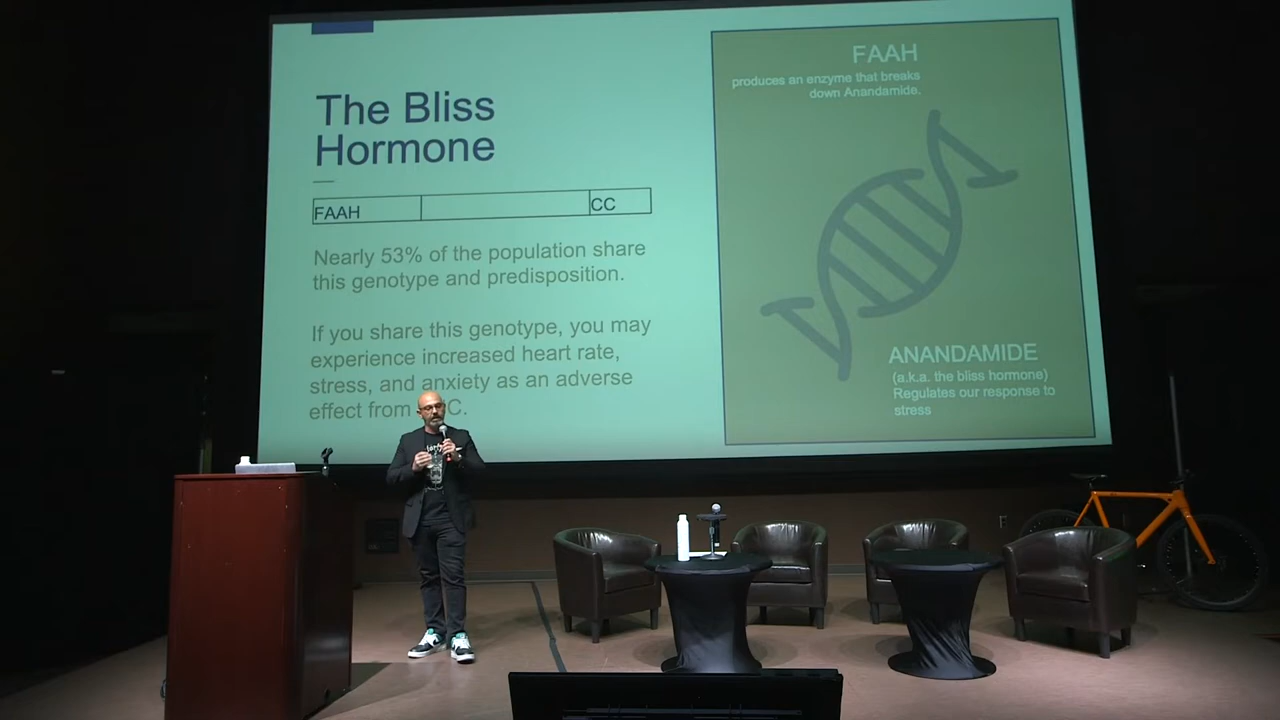 The Bliss
Hormone
FAAH CC
Nearly 53% of the population share
this genotype and predisposition.
If you share this genotype, you may
experience increased heart rate,
stress, and anxiety as an adverse
effect from C.
FAAH
produces an enzyme that breaks
down Anandamide.
ANANDAMIDE
(a.k.a. the bliss hormone)
Regulates our response to
stress